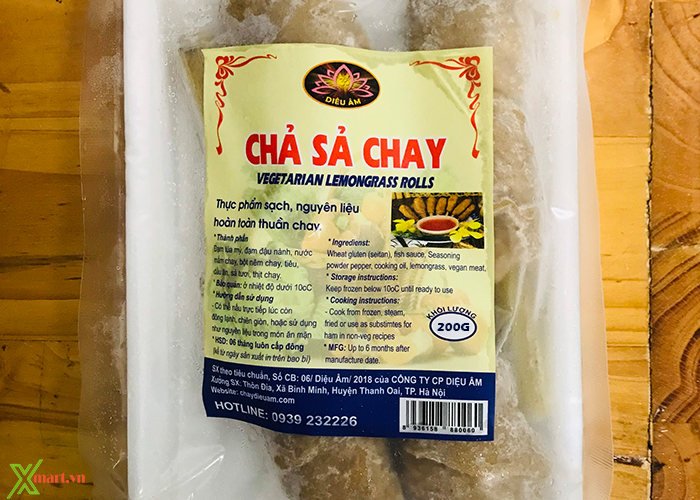 DIỆU ÂM
CHẢ SẢ CHAY
VEGETARIAN LEMONGRASS ROLLS
Thực phẩm sạch, nguyên liệu
hoàn toàn thuần chay.
* Thành phần
Đạm lúa mỳ, đạm đậu nành, nước
mắm chay, bột nêm chay, tiêu,
dầu ăn, sả tươi, thịt chay.
* Bảo quản: ở nhiệt độ dưới 10oC
* Hướng dẫn sử dụng
- Có thể nấu trực tiếp lúc còn
đông lạnh, chiên giòn, hoặc sử dụng
như nguyên liệu trong món ăn mặn
* HSD: 06 tháng luôn cấp đông
(kể từ ngày sản xuất in trên bao bì)
* Ingredienst:
Wheat gluten (seitan), fish sauce. Seasoning
powder pepper, cooking oil, lemongrass, vegan meat.
* Storage instructions:
Keep frozen below 10oC until ready to use
* Cooking instructions:
- Cook from frozen, steam,
fried or use as substimtes for
ham in non-veg recipes
* MFG: Up to 6 months after
manufacture date.
KHỐI LƯỢNG
200G
SX theo tiêu chuẩn, Số CB: 06/ Diệu Âm/ 2018 của CÔNG TY CP DIỆU ÂM
Xưởng SX: Thôn Đìa, Xã Bình Minh, Huyện Thanh Oai, TP. Hà Nội
Website: chaydieuam.com
HOTLINE: 0939 232226
8 936158 880660
Xmart.vn